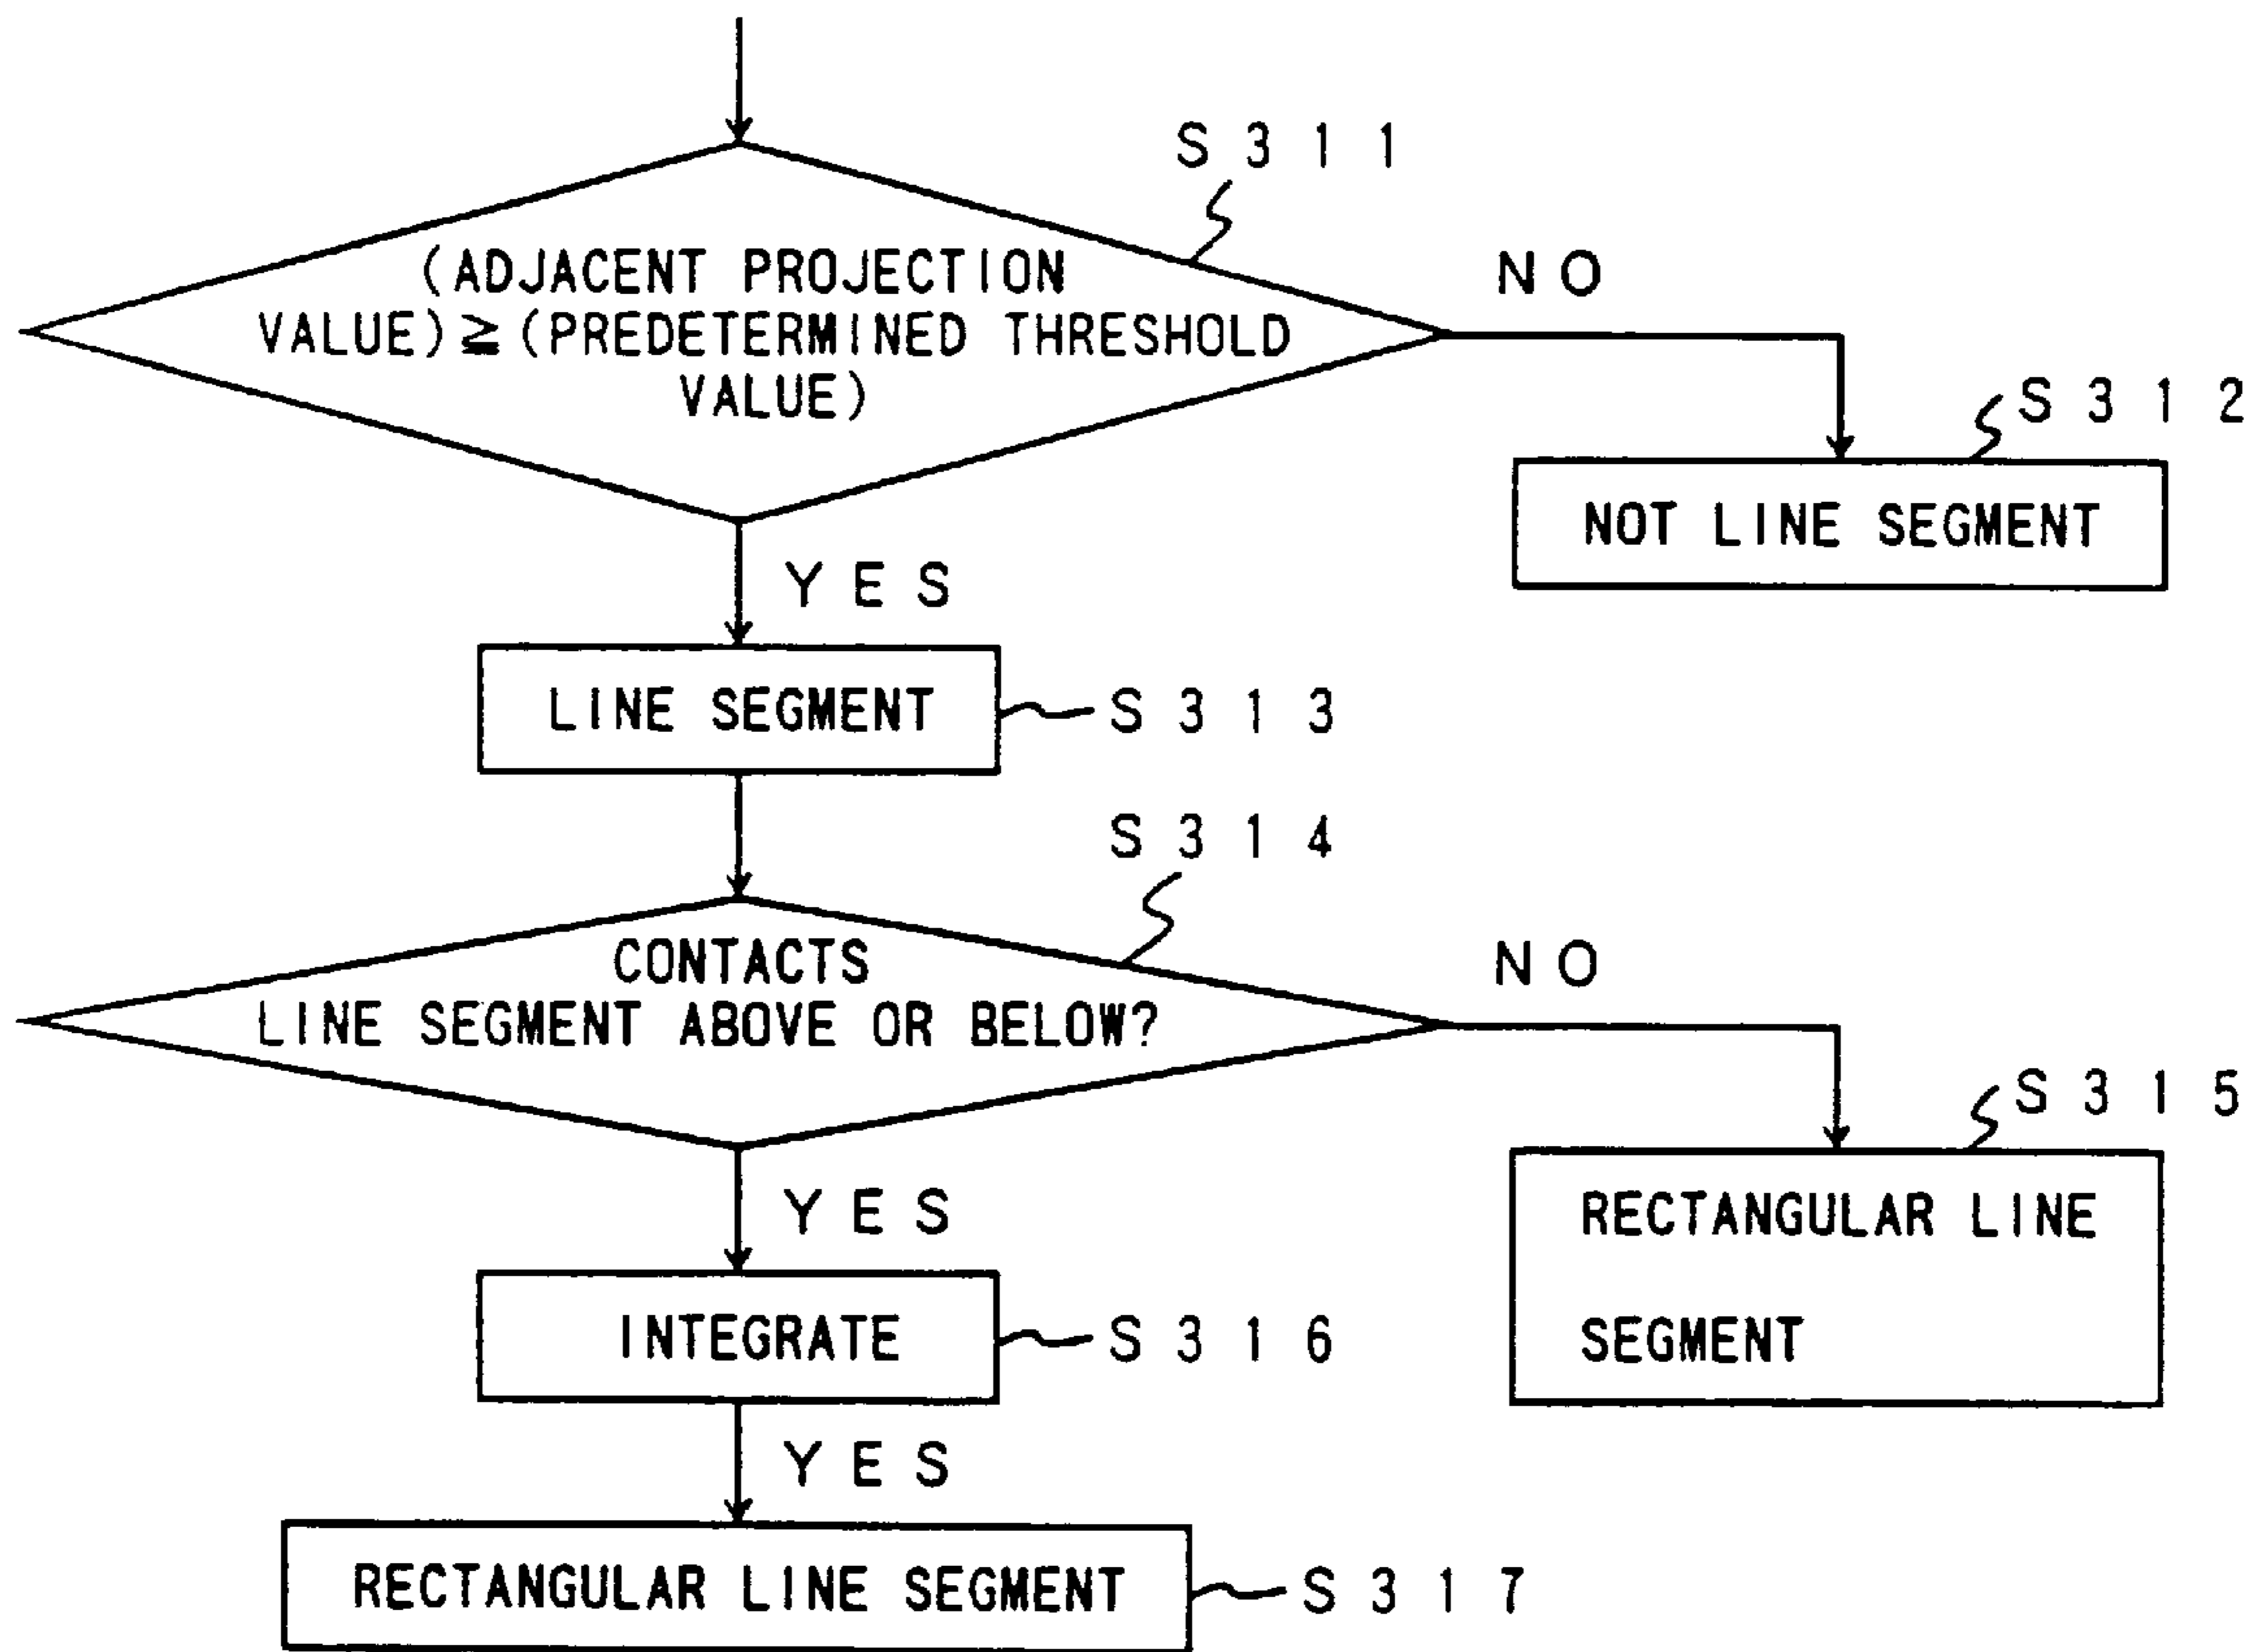 S311
(ADJACENT PROJECTION
VALUE)≧(PREDETERMINED THRESHOLD
VALUE)
NO
S312
NOT LINE SEGMENT
YES
LINE SEGMENT
S313
S314
CONTACTS
LINE SEGMENT ABOVE OR BELOW?
NO
S315
RECTANGULAR LINE
SEGMENT
YES
INTEGRATE
S316
YES
RECTANGULAR LINE SEGMENT
S317